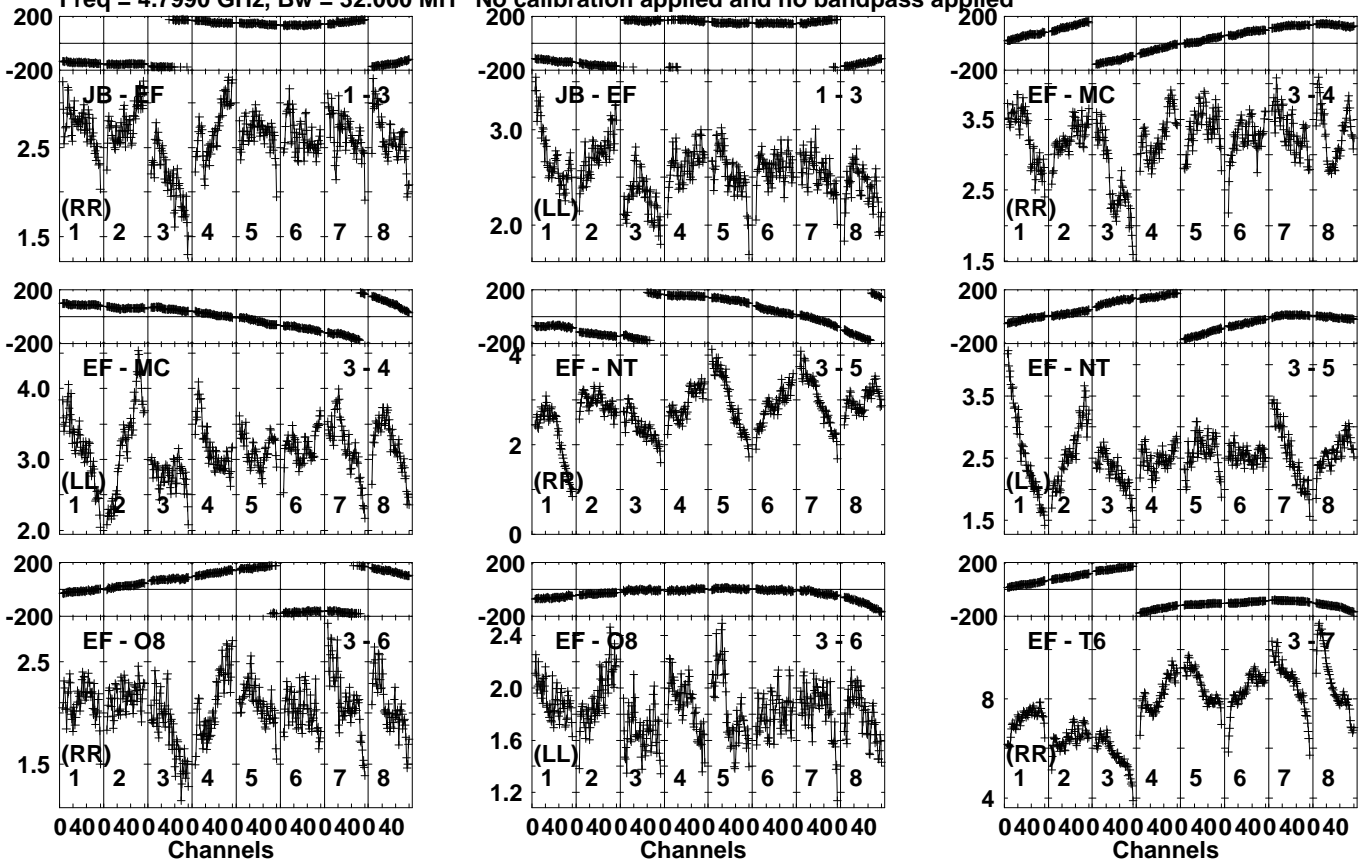 Freq = 4.7990 GHz, Bw = 32.000 MH No calibration applied and no bandpass applied
200
-200
JB - EF 1 - 3
2.5
(RR)
1 2 3 4 5 6 7 8
1.5
200
-200
JB - EF 1 - 3
3.0
2.0
(LL)
1 2 3 4 5 6 7 8
200
-200
EF - MC 3 - 4
3.5
2.5
(RR)
1 2 3 4 5 6 7 8
1.5
200
-200
EF - MC 3 - 4
4.0
3.0
(LL)
1 2 3 4 5 6 7 8
2.0
200
-200
4
EF - NT 3 - 5
2
(RR)
1 2 3 4 5 6 7 8
0
200
-200
EF - NT 3 - 5
3.5
2.5
(LL)
1 2 3 4 5 6 7 8
1.5
200
-200
EF - O8 3 - 6
2.5
(RR)
1.5
1 2 3 4 5 6 7 8
0 40 0 40 0 40 0 40 0 40 0 40 0 40 0 40
Channels
200
-200
2.4
EF - O8 3 - 6
2.0
1.6
(LL)
1 2 3 4 5 6 7 8
1.2
0 40 0 40 0 40 0 40 0 40 0 40 0 40 0 40
Channels
200
-200
EF - T6 3 - 7
8
(RR)
1 2 3 4 5 6 7 8
4
0 40 0 40 0 40 0 40 0 40 0 40 0 40 0 40
Channels